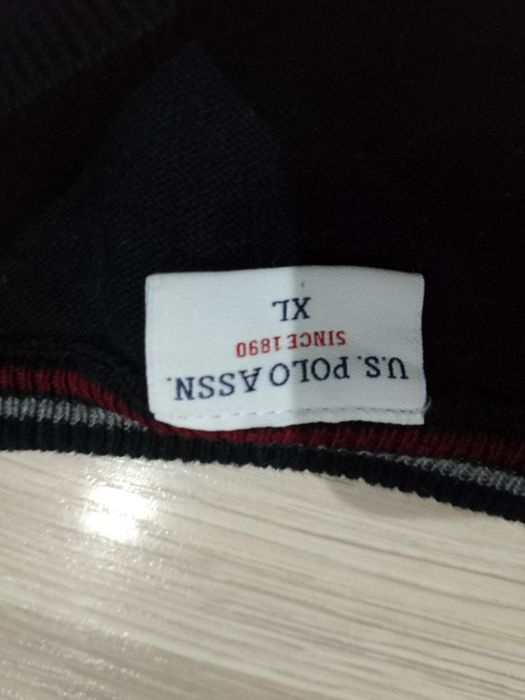 U.S. POLO ASSN.
SINCE 1890
XL